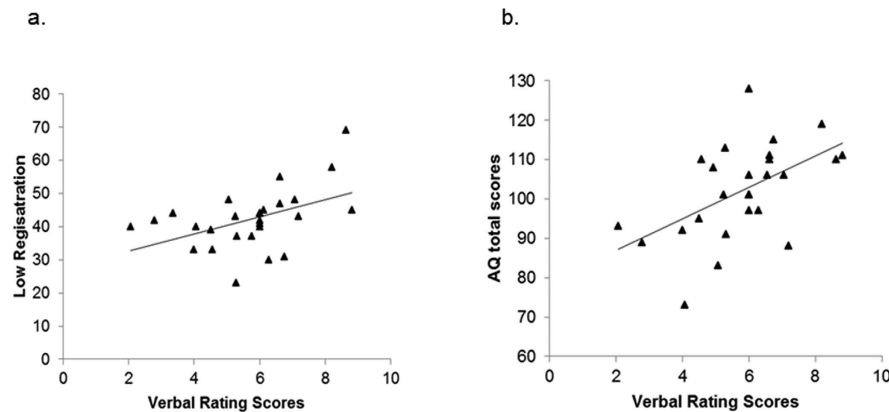 a.
80
70
60
50
40
30
20
10
0
0 2 4 6 8 10
Low Regisatration
Verbal Rating Scores
b.
130
120
110
100
90
80
70
60
0 2 4 6 8 10
AQ total scores
Verbal Rating Scores